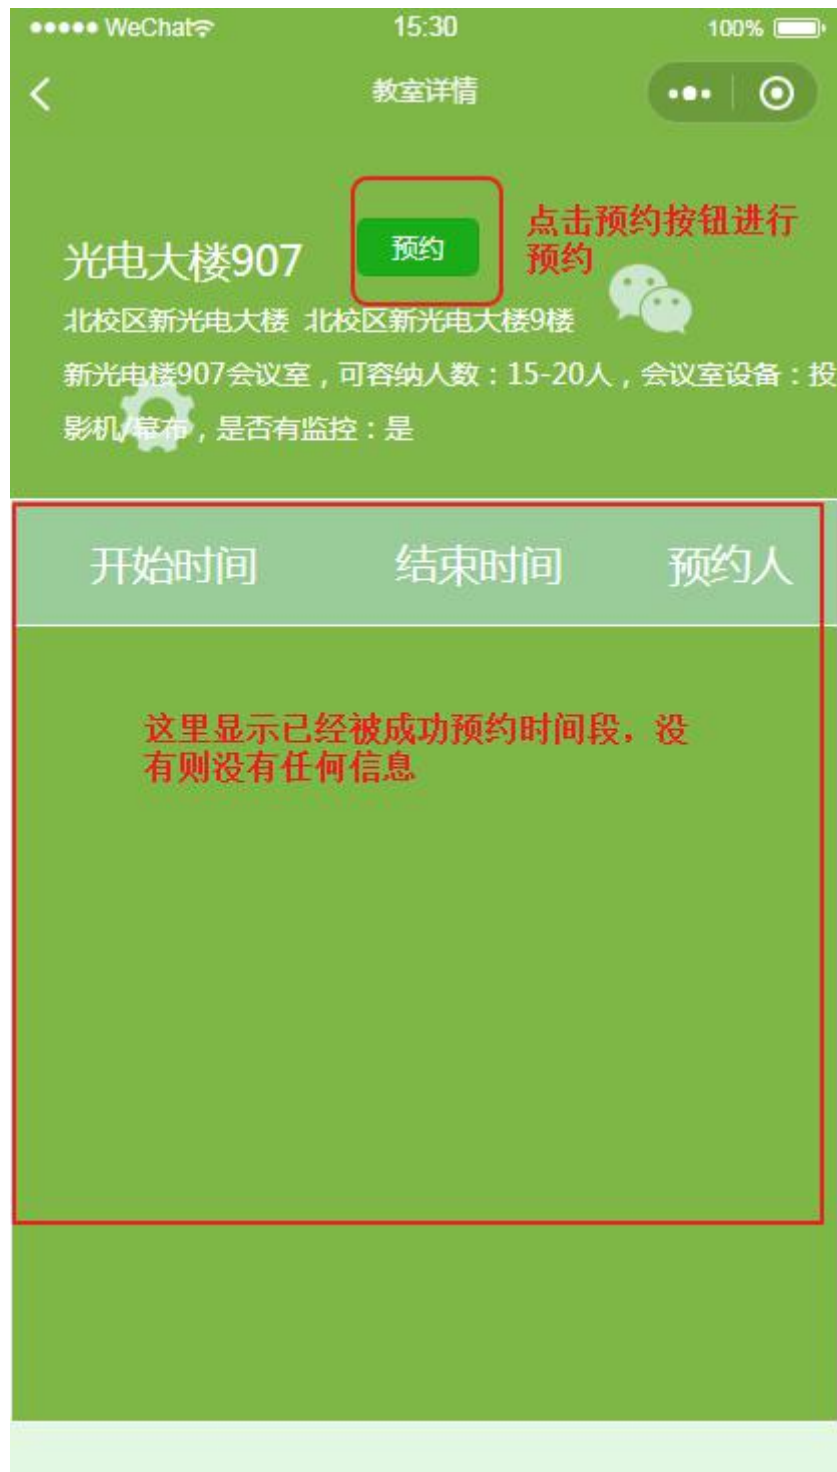 WeChat 15:30 100%
教室详情
点击预约按钮进行
预约
光电大楼907 预约
北校区新光电大楼 北校区新光电大楼9楼
新光电楼907会议室，可容纳人数：15-20人，会议室设备：投
影机/幕布，是否有监控：是
开始时间 结束时间 预约人
这里显示已经被成功预约时间段，没
有则没有任何信息